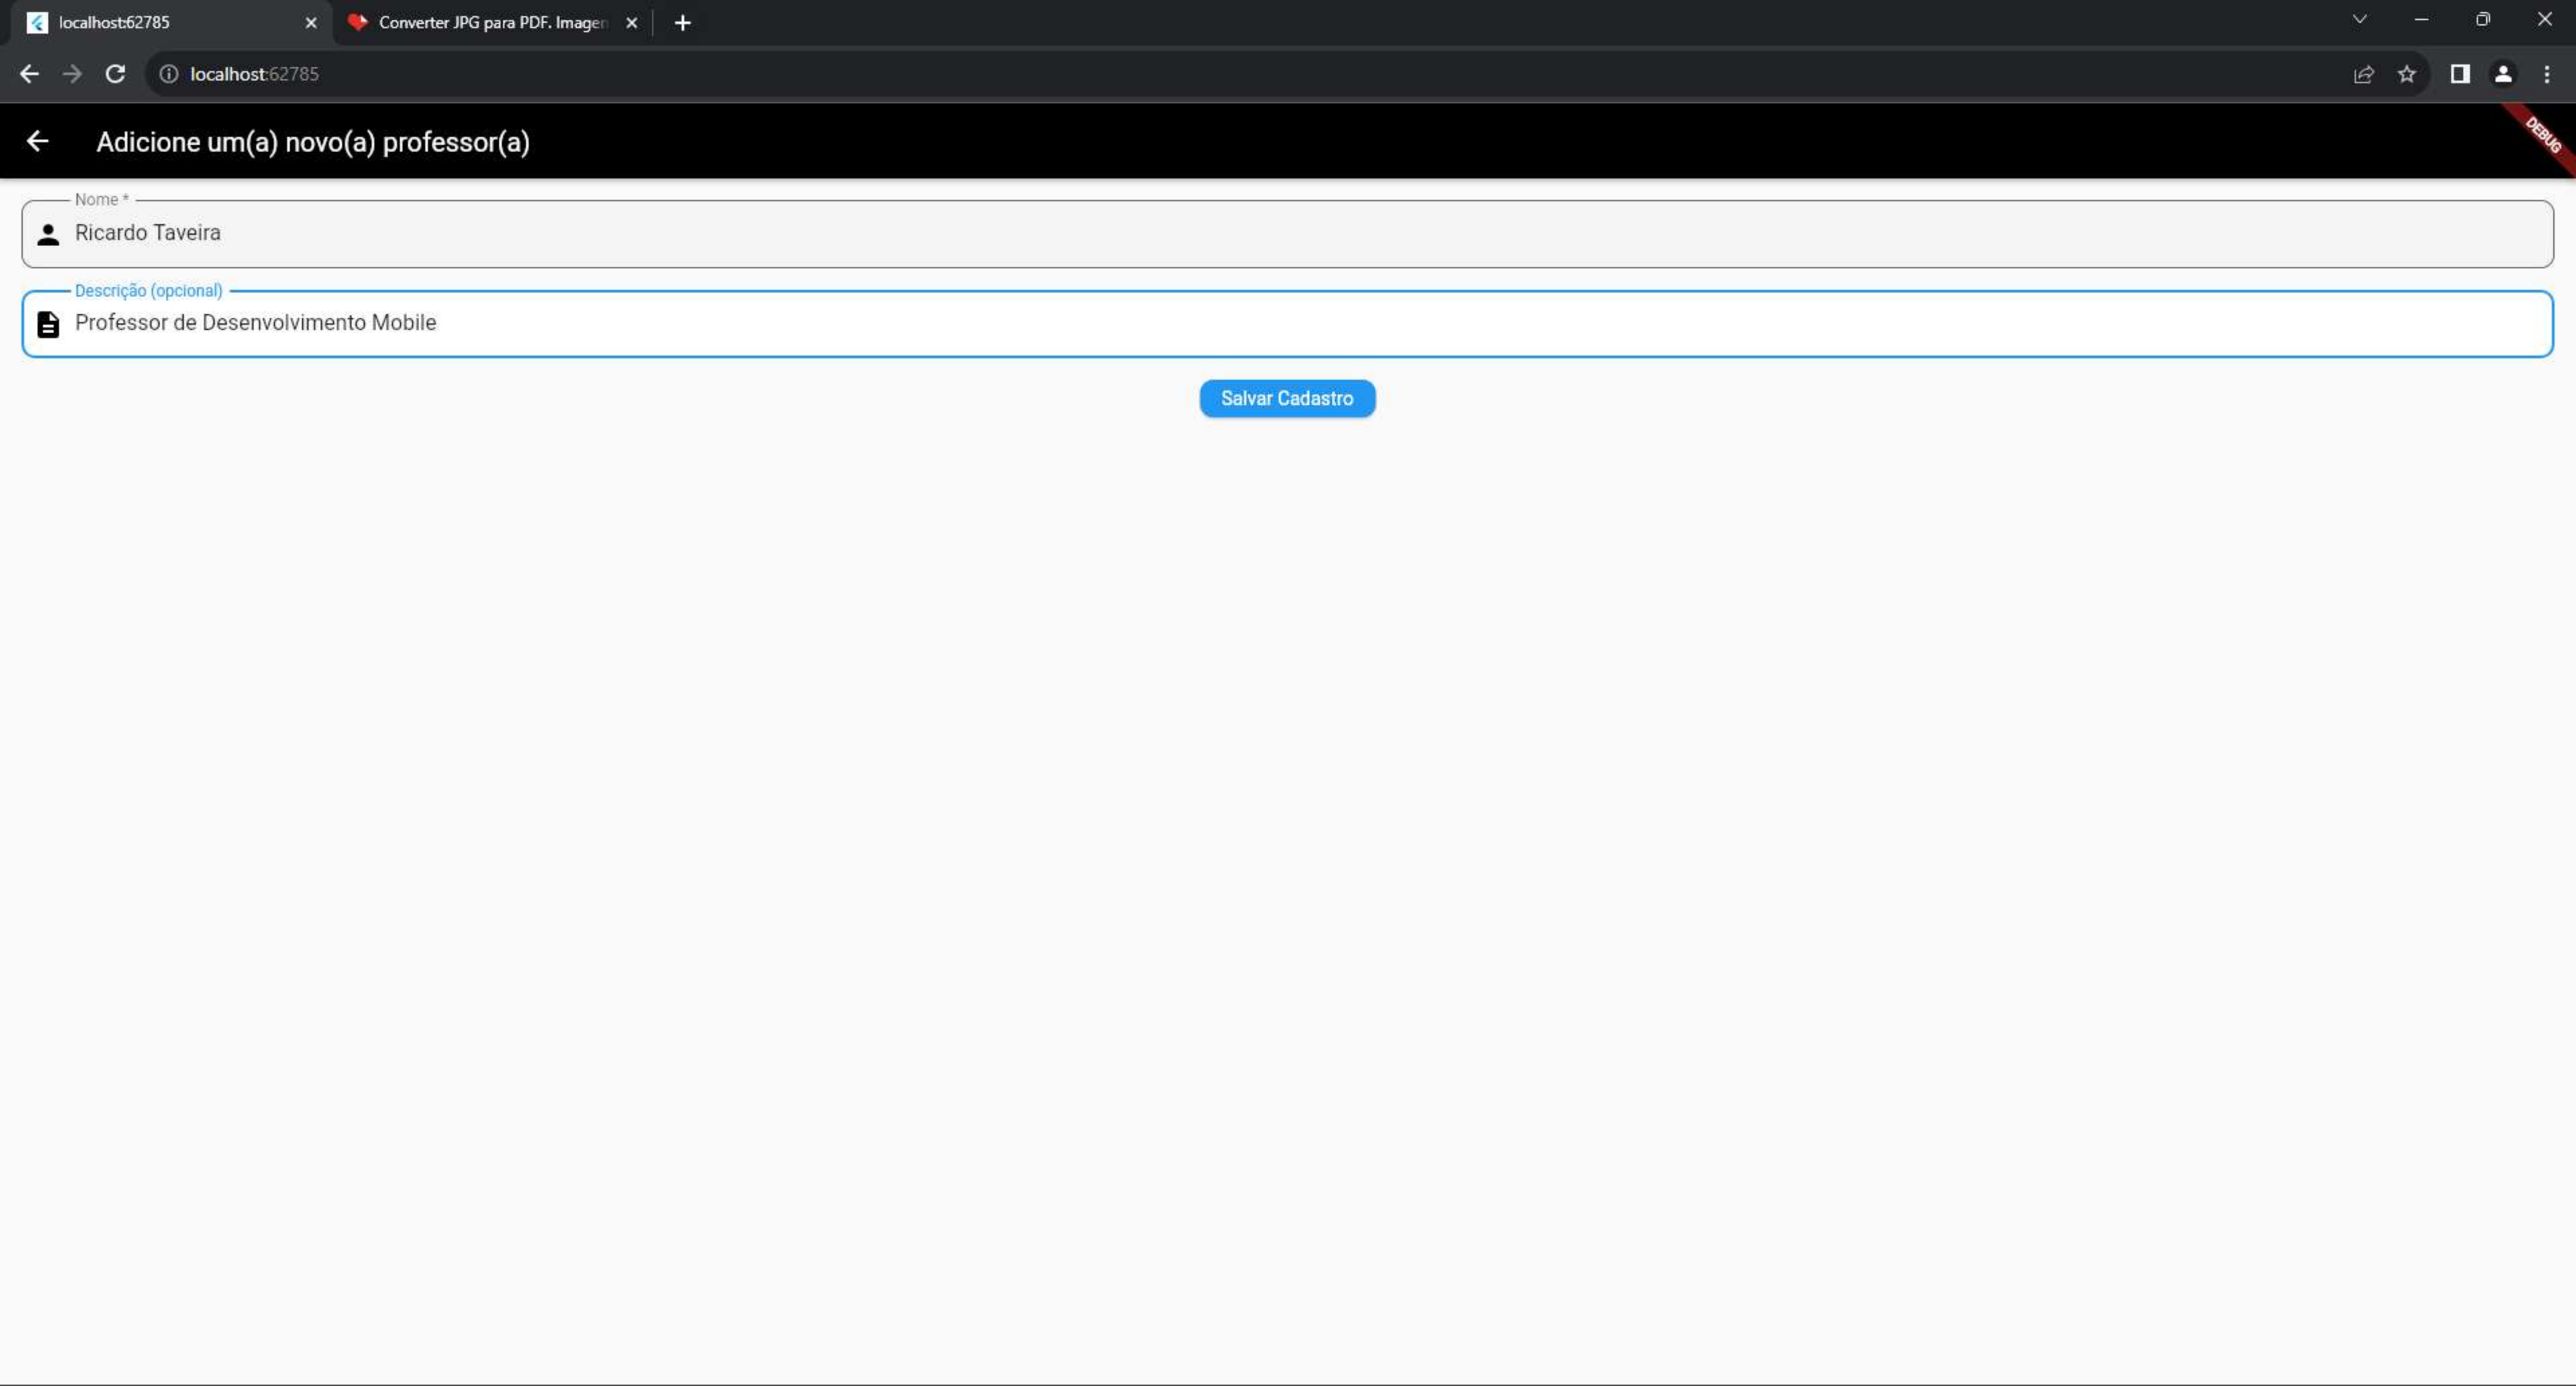 localhost:62785
Converter JPG para PDF. Imagen
localhost:62785
Adicione um(a) novo(a) professor(a)
DEBUG
Nome *
Ricardo Taveira
Descrição (opcional)
Professor de Desenvolvimento Mobile
Salvar Cadastro